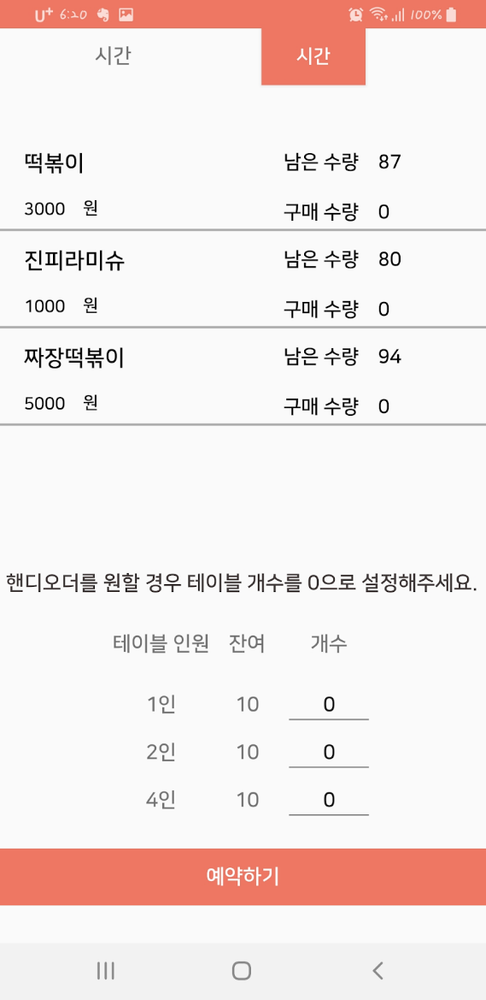 U+ 6:20 100%
시간 시간
떡볶이 남은 수량 87
3000 원 구매 수량 0
진피라미슈 남은 수량 80
1000 원 구매 수량 0
짜장떡볶이 남은 수량 94
5000 원 구매 수량 0
핸디오더를 원할 경우 테이블 개수를 0으로 설정해주세요.
테이블 인원 잔여 개수
1인 10 0
2인 10 0
4인 10 0
예약하기